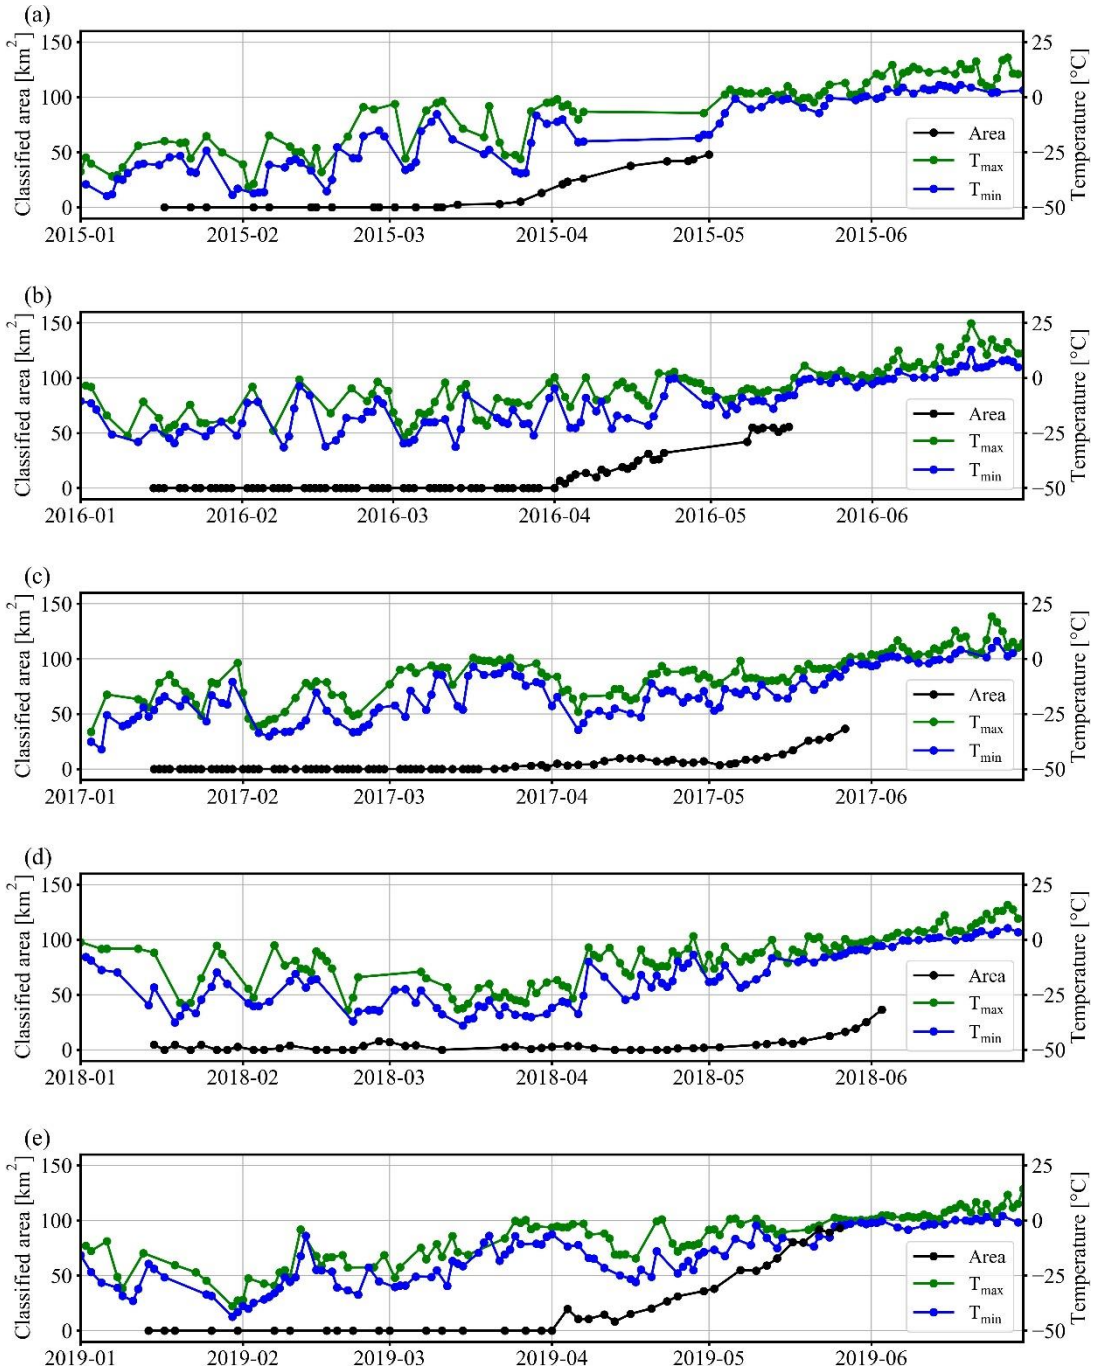 (a)
Classified area [km²]
150
100
50
0
25
0
−25
−50
Temperature [°C]
Area
Tmax
Tmin
2015-01 2015-02 2015-03 2015-04 2015-05 2015-06
(b)
Classified area [km²]
150
100
50
0
25
0
−25
−50
Temperature [°C]
Area
Tmax
Tmin
2016-01 2016-02 2016-03 2016-04 2016-05 2016-06
(c)
Classified area [km²]
150
100
50
0
25
0
−25
−50
Temperature [°C]
Area
Tmax
Tmin
2017-01 2017-02 2017-03 2017-04 2017-05 2017-06
(d)
Classified area [km²]
150
100
50
0
25
0
−25
−50
Temperature [°C]
Area
Tmax
Tmin
2018-01 2018-02 2018-03 2018-04 2018-05 2018-06
(e)
Classified area [km²]
150
100
50
0
25
0
−25
−50
Temperature [°C]
Area
Tmax
Tmin
2019-01 2019-02 2019-03 2019-04 2019-05 2019-06